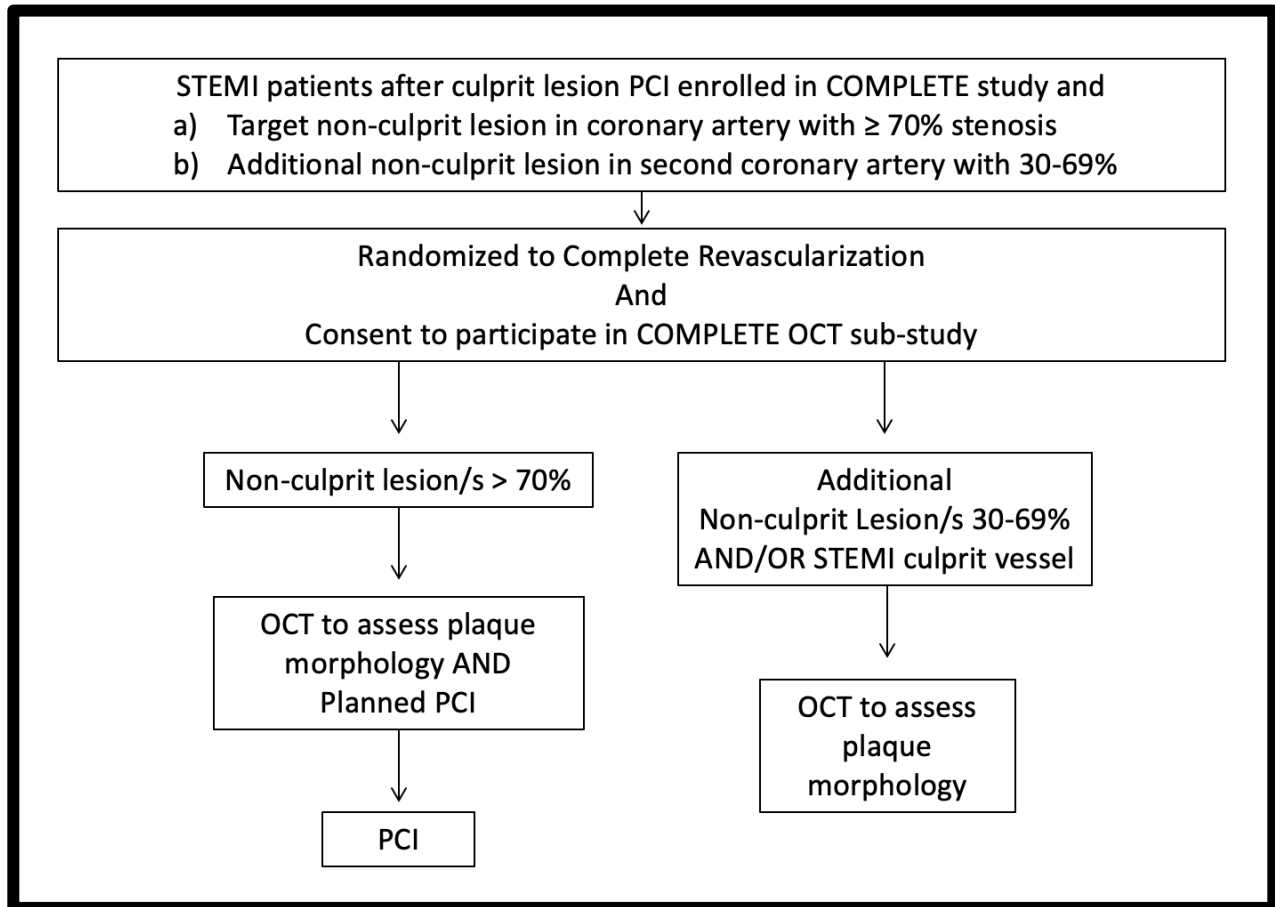 STEMI patients after culprit lesion PCI enrolled in COMPLETE study and
a) Target non-culprit lesion in coronary artery with ≥ 70% stenosis
b) Additional non-culprit lesion in second coronary artery with 30-69%
Randomized to Complete Revascularization
And
Consent to participate in COMPLETE OCT sub-study
Non-culprit lesion/s > 70%
OCT to assess plaque
morphology AND
Planned PCI
PCI
Additional
Non-culprit Lesion/s 30-69%
AND/OR STEMI culprit vessel
OCT to assess
plaque
morphology